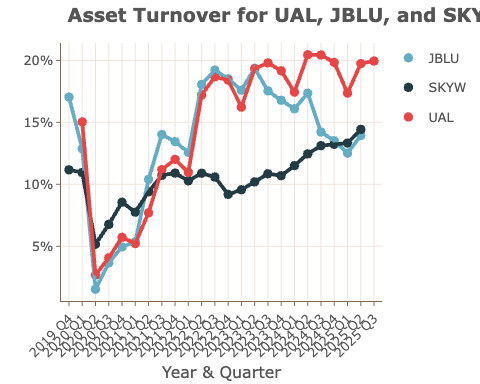 Asset Turnover for UAL, JBLU, and SKY
20%
15%
10%
5%
JBLU
SKYW
UAL
2019 Q4
2020 Q1
2020 Q2
2020 Q3
2020 Q4
2021 Q1
2021 Q2
2021 Q3
2021 Q4
2022 Q1
2022 Q2
2022 Q3
2022 Q4
2023 Q1
2023 Q2
2023 Q3
2023 Q4
2024 Q1
2024 Q2
2024 Q3
2024 Q4
2025 Q1
2025 Q2
2025 Q3
Year & Quarter